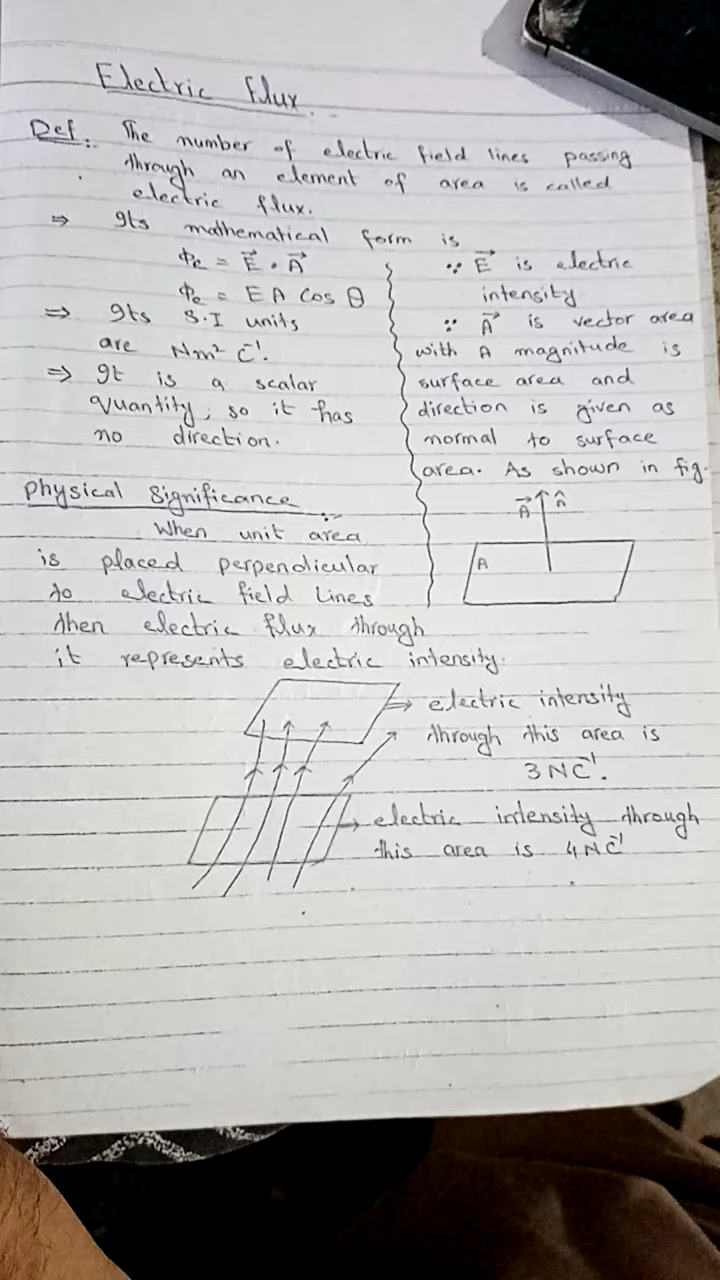 Electric flux.
Def:. The number of electric field lines passing
through an element of area is called
electric flux.
⇒ Its mathematical form is
Φe = E⃗ . A⃗
Φe = E A Cos θ
⇒ Its S.I units
are Nm² C⁻¹.
⇒ It is a scalar
quantity, so it has
no direction.
∵ E⃗ is electric
intensity
∵ A⃗ is vector area
with A magnitude is
surface area and
direction is given as
normal to surface
area. As shown in fig.
A⃗ n̂
A
Physical Significance :-
When unit area
is placed perpendicular
to electric field Lines
then electric flux through
it represents electric intensity.
⇒ electric intensity
through this area is
3 NC⁻¹.
→ electric intensity through
this area is 4 NC⁻¹